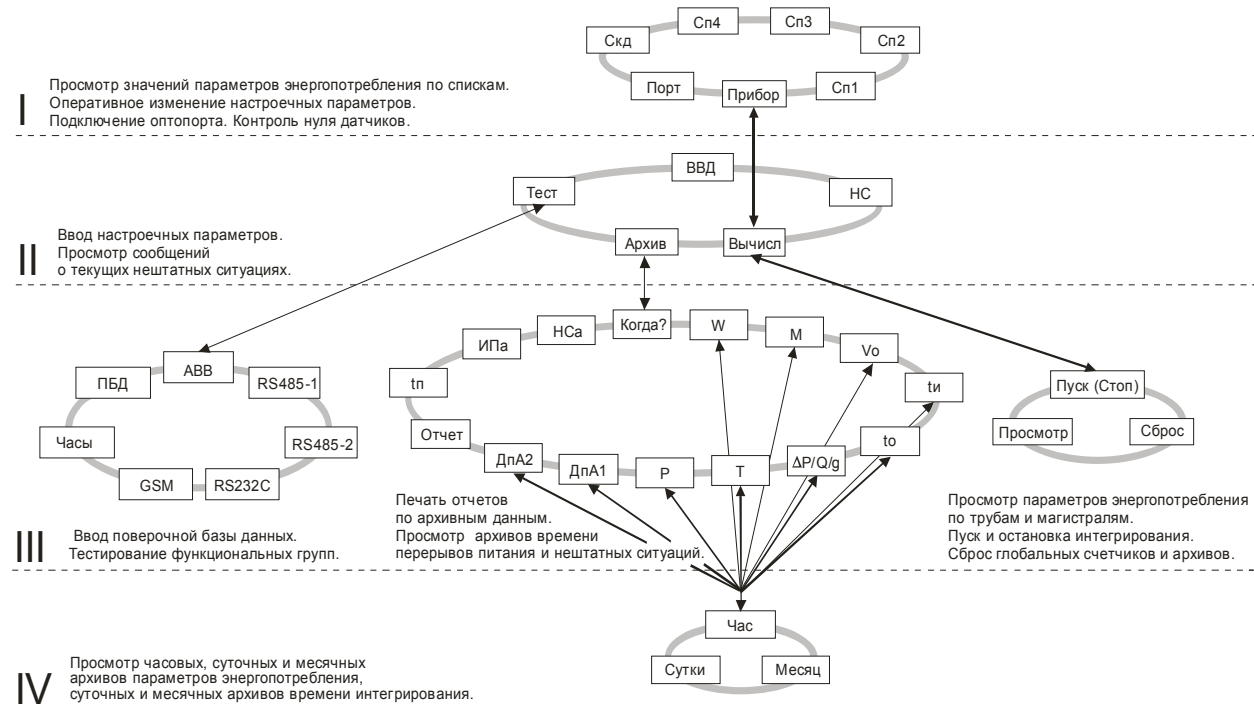 Сп4
Сп3
Скд
Сп2
Порт
Прибор
Сп1
I
Просмотр значений параметров энергопотребления по спискам.
Оперативное изменение настроечных параметров.
Подключение оптопорта. Контроль нуля датчиков.
ВВД
Тест
НС
Архив
Вычисл
II
Ввод настроечных параметров.
Просмотр сообщений
о текущих нештатных ситуациях.
АВВ
ПБД
RS485-1
Часы
RS485-2
GSM
RS232C
Когда?
W
НСа
M
ИПа
Vo
tп
tи
Отчет
to
ДпА2
ДпА1
P
T
ΔP/Q/g
Пуск (Стоп)
Просмотр
Сброс
III
Ввод поверочной базы данных.
Тестирование функциональных групп.
Печать отчетов
по архивным данным.
Просмотр архивов времени
перерывов питания и нештатных ситуаций.
Просмотр параметров энергопотребления
по трубам и магистралям.
Пуск и остановка интегрирования.
Сброс глобальных счетчиков и архивов.
Час
Сутки
Месяц
IV
Просмотр часовых, суточных и месячных
архивов параметров энергопотребления,
суточных и месячных архивов времени интегрирования.